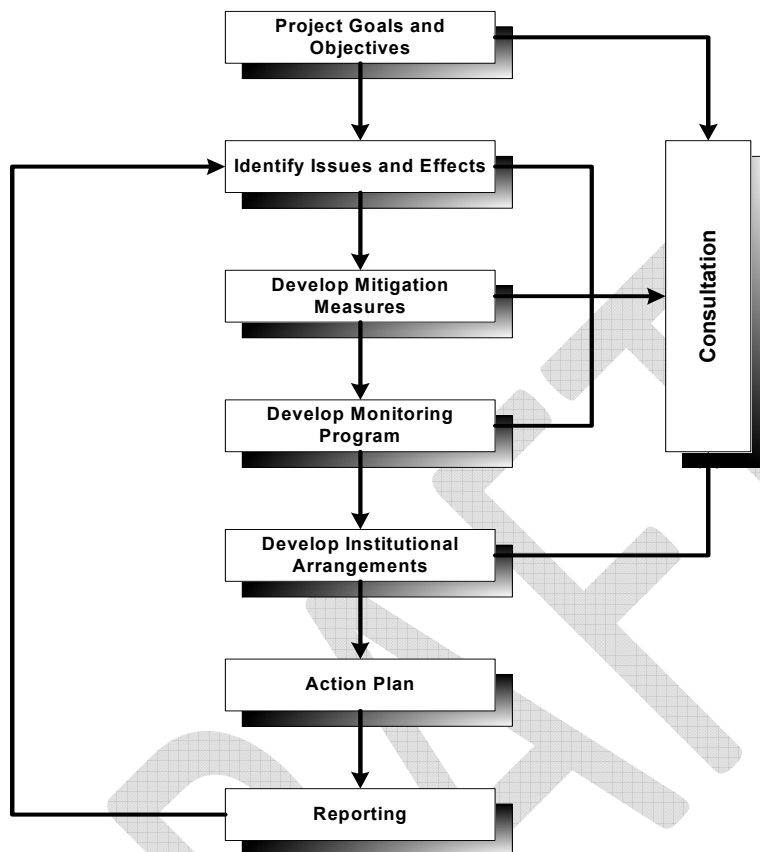 Project Goals and
Objectives
Identify Issues and Effects
Develop Mitigation
Measures
Consultation
Develop Monitoring
Program
Develop Institutional
Arrangements
Action Plan
Reporting
DRAFT